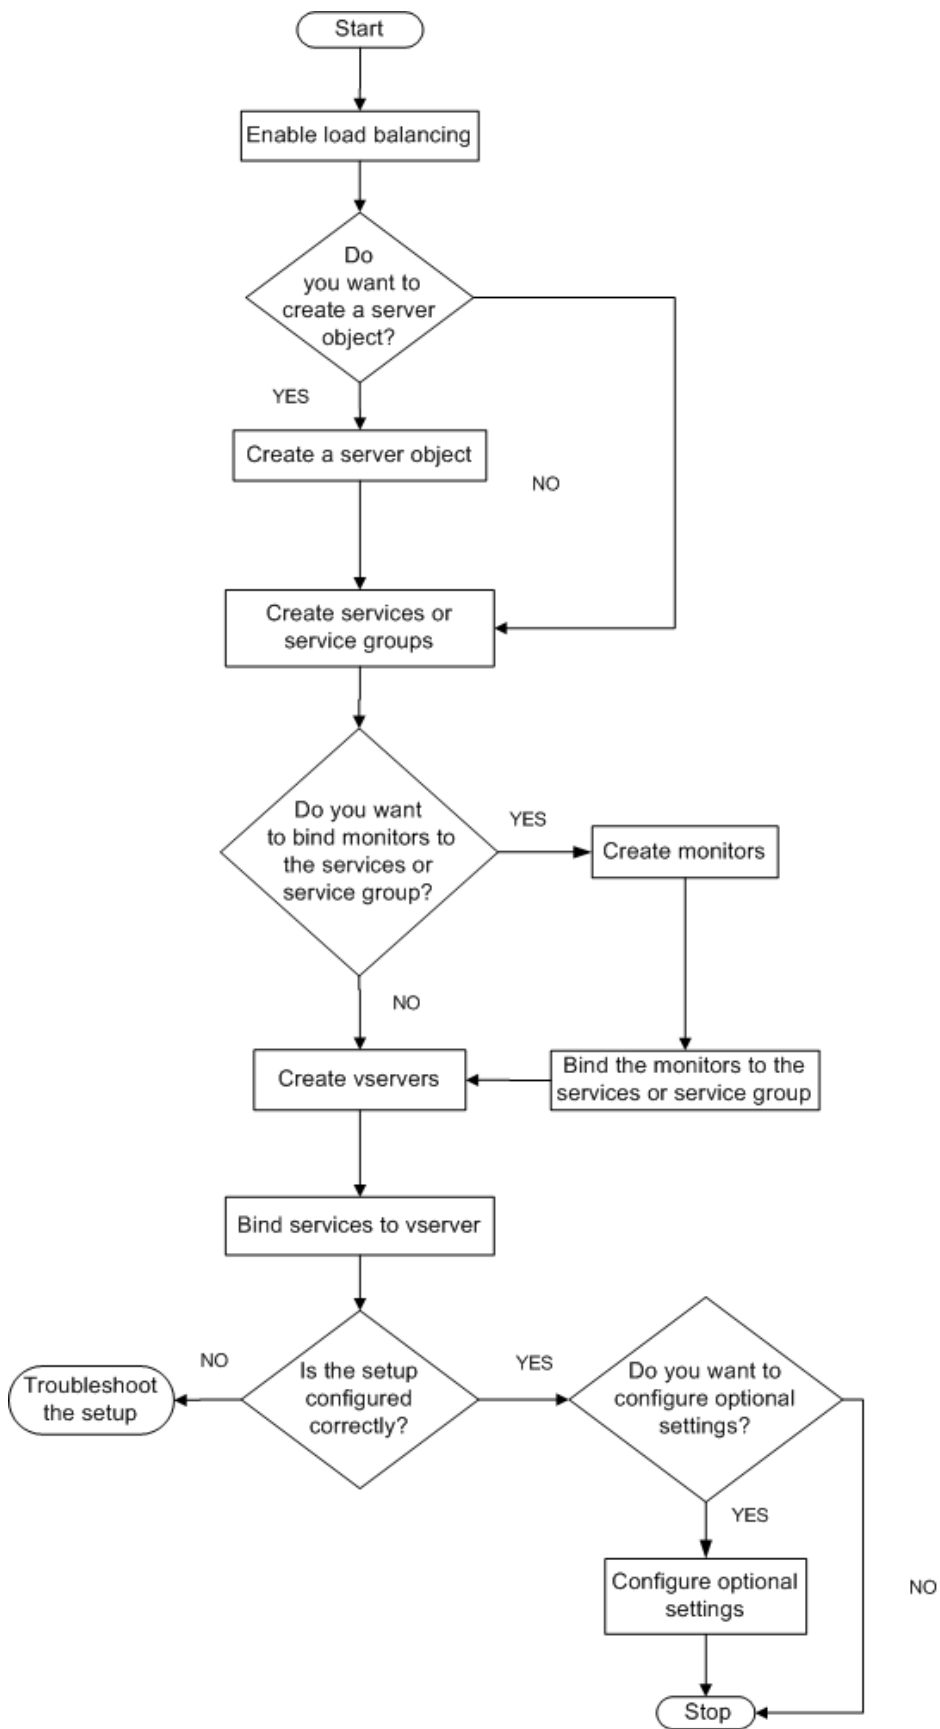 Start
Enable load balancing
Do
you want to
create a server
object?
YES
Create a server object
NO
Create services or
service groups
Do you want
to bind monitors to
the services or
service group?
YES
Create monitors
NO
Create vservers
Bind the monitors to the
services or service group
Bind services to vserver
Is the setup
configured
correctly?
NO
Troubleshoot
the setup
YES
Do you want to
configure optional
settings?
YES
Configure optional
settings
NO
Stop